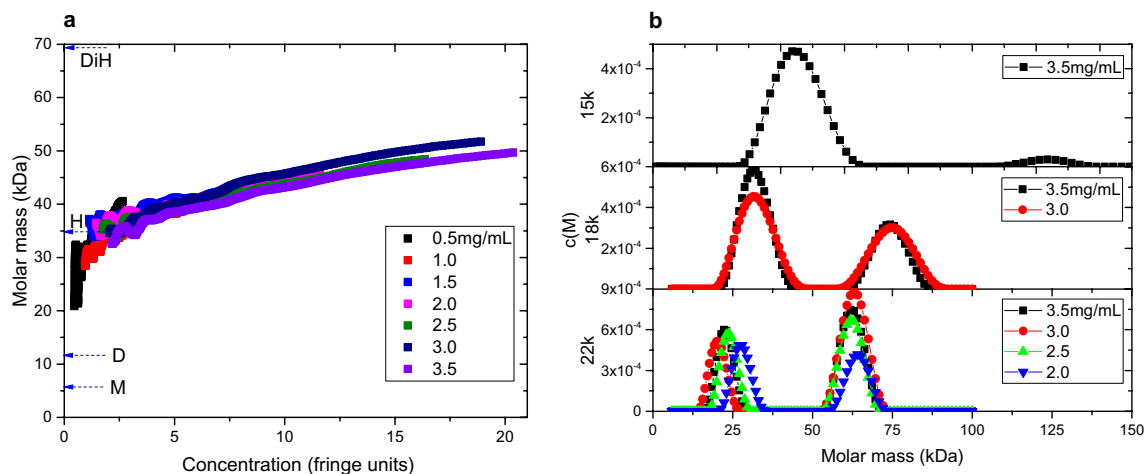 a
70
60
50
40
30
20
10
0
DiH
H
D
M
0.5mg/mL
1.0
1.5
2.0
2.5
3.0
3.5
0 5 10 15 20
Molar mass (kDa)
Concentration (fringe units)
b
4x10⁻⁴
2x10⁻⁴
15k
3.5mg/mL
6x10⁻⁴
4x10⁻⁴
2x10⁻⁴
c(M)
18k
3.5mg/mL
3.0
9x10⁻⁴
6x10⁻⁴
3x10⁻⁴
0
22k
3.5mg/mL
3.0
2.5
2.0
0 25 50 75 100 125 150
Molar mass (kDa)